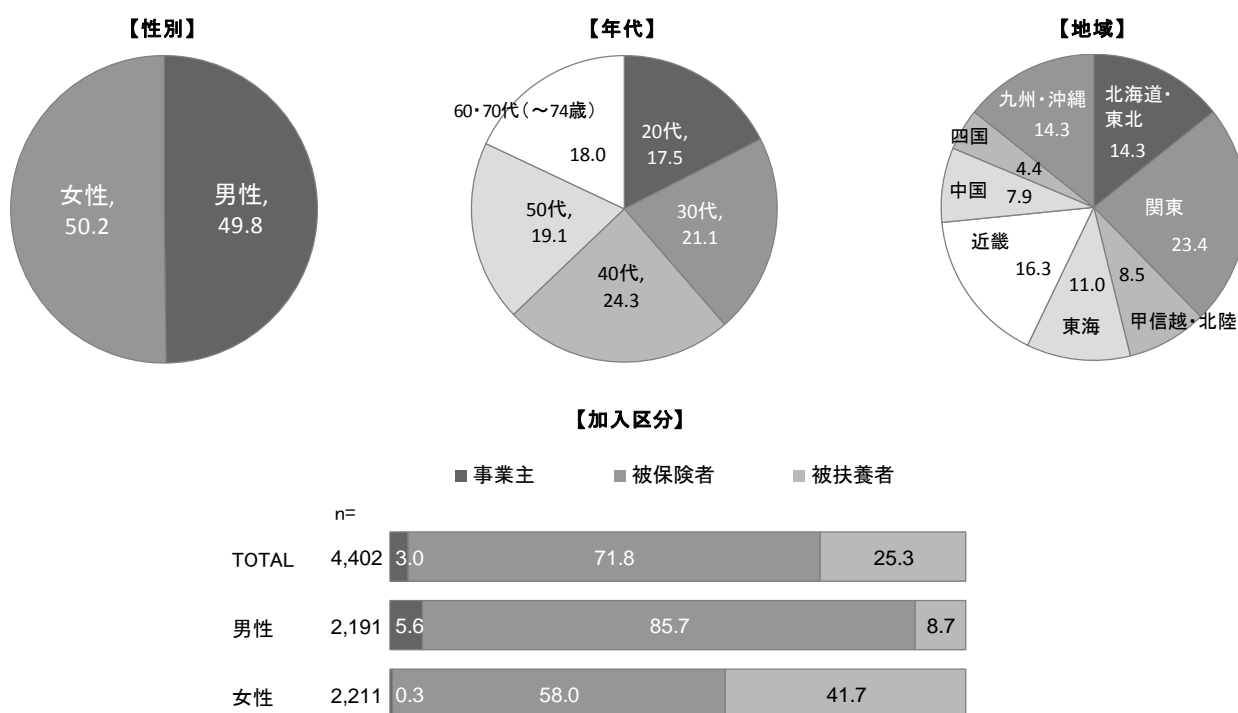 【性別】
女性,
50.2
男性,
49.8
【年代】
20代,
17.5
30代,
21.1
40代,
24.3
50代,
19.1
60・70代(~74歳)
18.0
【地域】
北海道・
東北
14.3
関東
23.4
8.5
甲信越・北陸
11.0
東海
近畿
16.3
中国
7.9
四国
4.4
九州・沖縄
14.3
【加入区分】
事業主 被保険者 被扶養者
n=
TOTAL 4,402 3.0 71.8 25.3
男性 2,191 5.6 85.7 8.7
女性 2,211 0.3 58.0 41.7